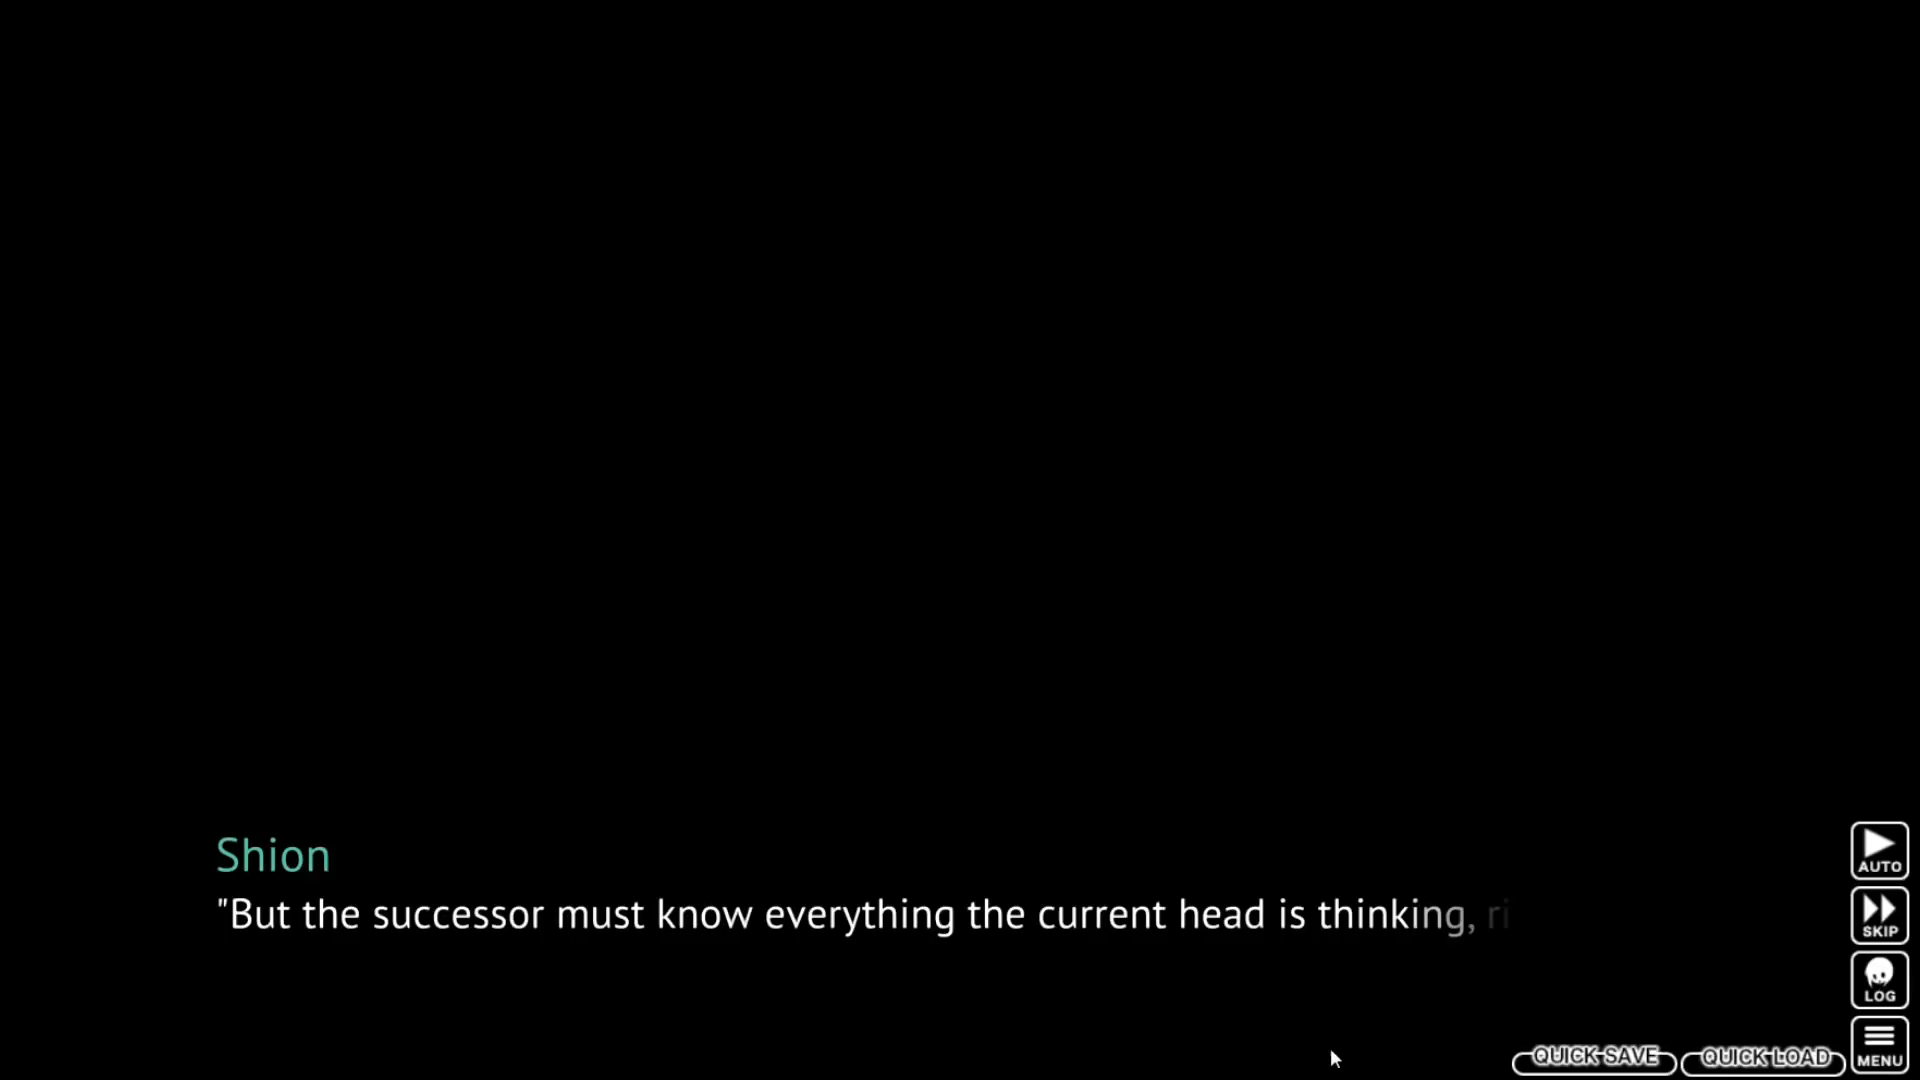 Shion
"But the successor must know everything the current head is thinking, ri
AUTO
SKIP
LOG
MENU
QUICK SAVE
QUICK LOAD